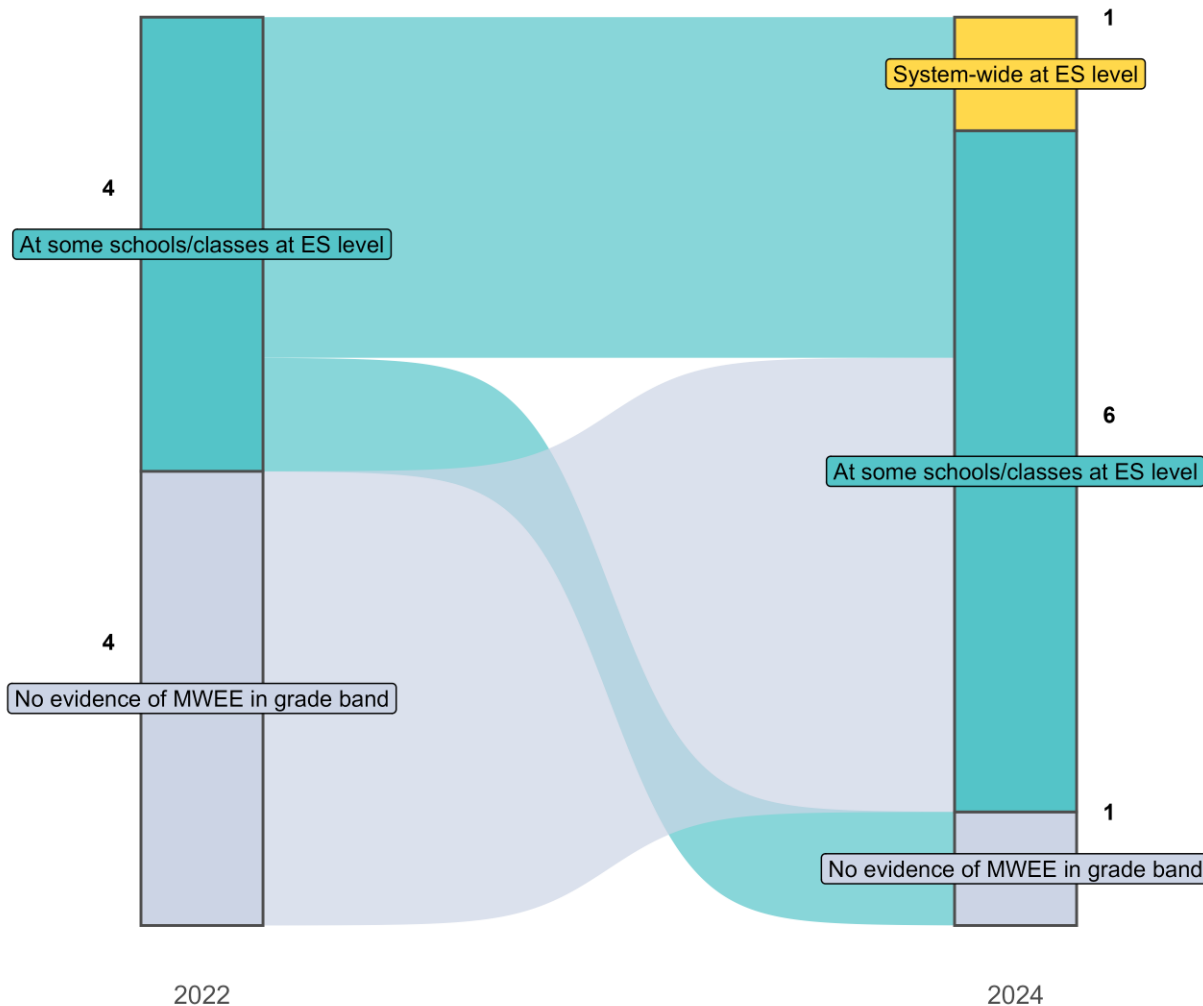 1
System-wide at ES level
4
At some schools/classes at ES level
6
At some schools/classes at ES level
4
No evidence of MWEE in grade band
1
No evidence of MWEE in grade band
2022
2024